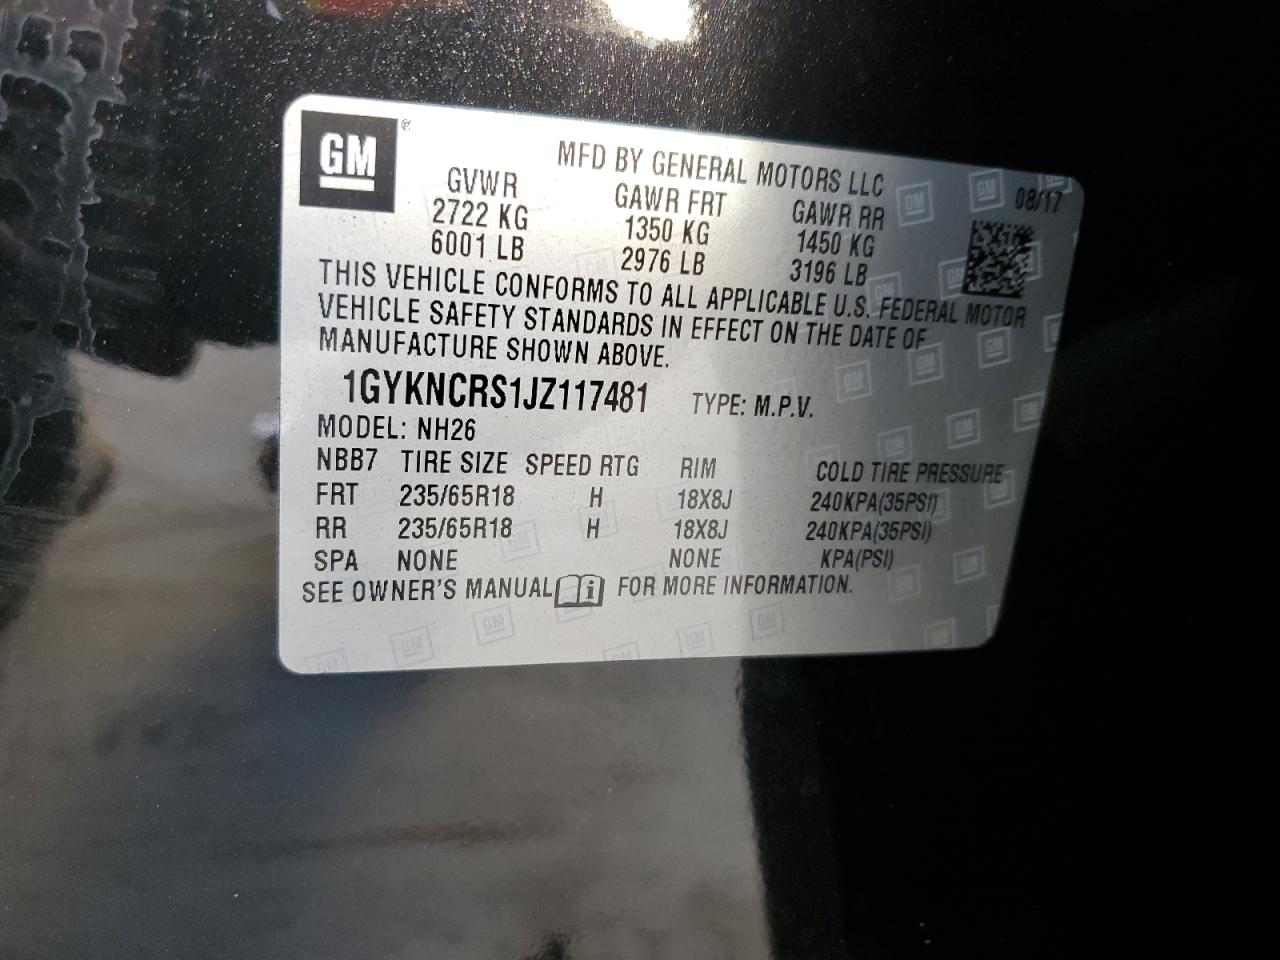 GM ®
MFD BY GENERAL MOTORS LLC
08/17
GVWR GAWR FRT GAWR RR
2722 KG 1350 KG 1450 KG
6001 LB 2976 LB 3196 LB
THIS VEHICLE CONFORMS TO ALL APPLICABLE U.S. FEDERAL MOTOR
VEHICLE SAFETY STANDARDS IN EFFECT ON THE DATE OF
MANUFACTURE SHOWN ABOVE.
1GYKNCRS1JZ117481 TYPE: M.P.V.
MODEL: NH26
NBB7 TIRE SIZE SPEED RTG RIM COLD TIRE PRESSURE
FRT 235/65R18 H 18X8J 240KPA(35PSI)
RR 235/65R18 H 18X8J 240KPA(35PSI)
SPA NONE NONE KPA(PSI)
SEE OWNER'S MANUAL i FOR MORE INFORMATION.